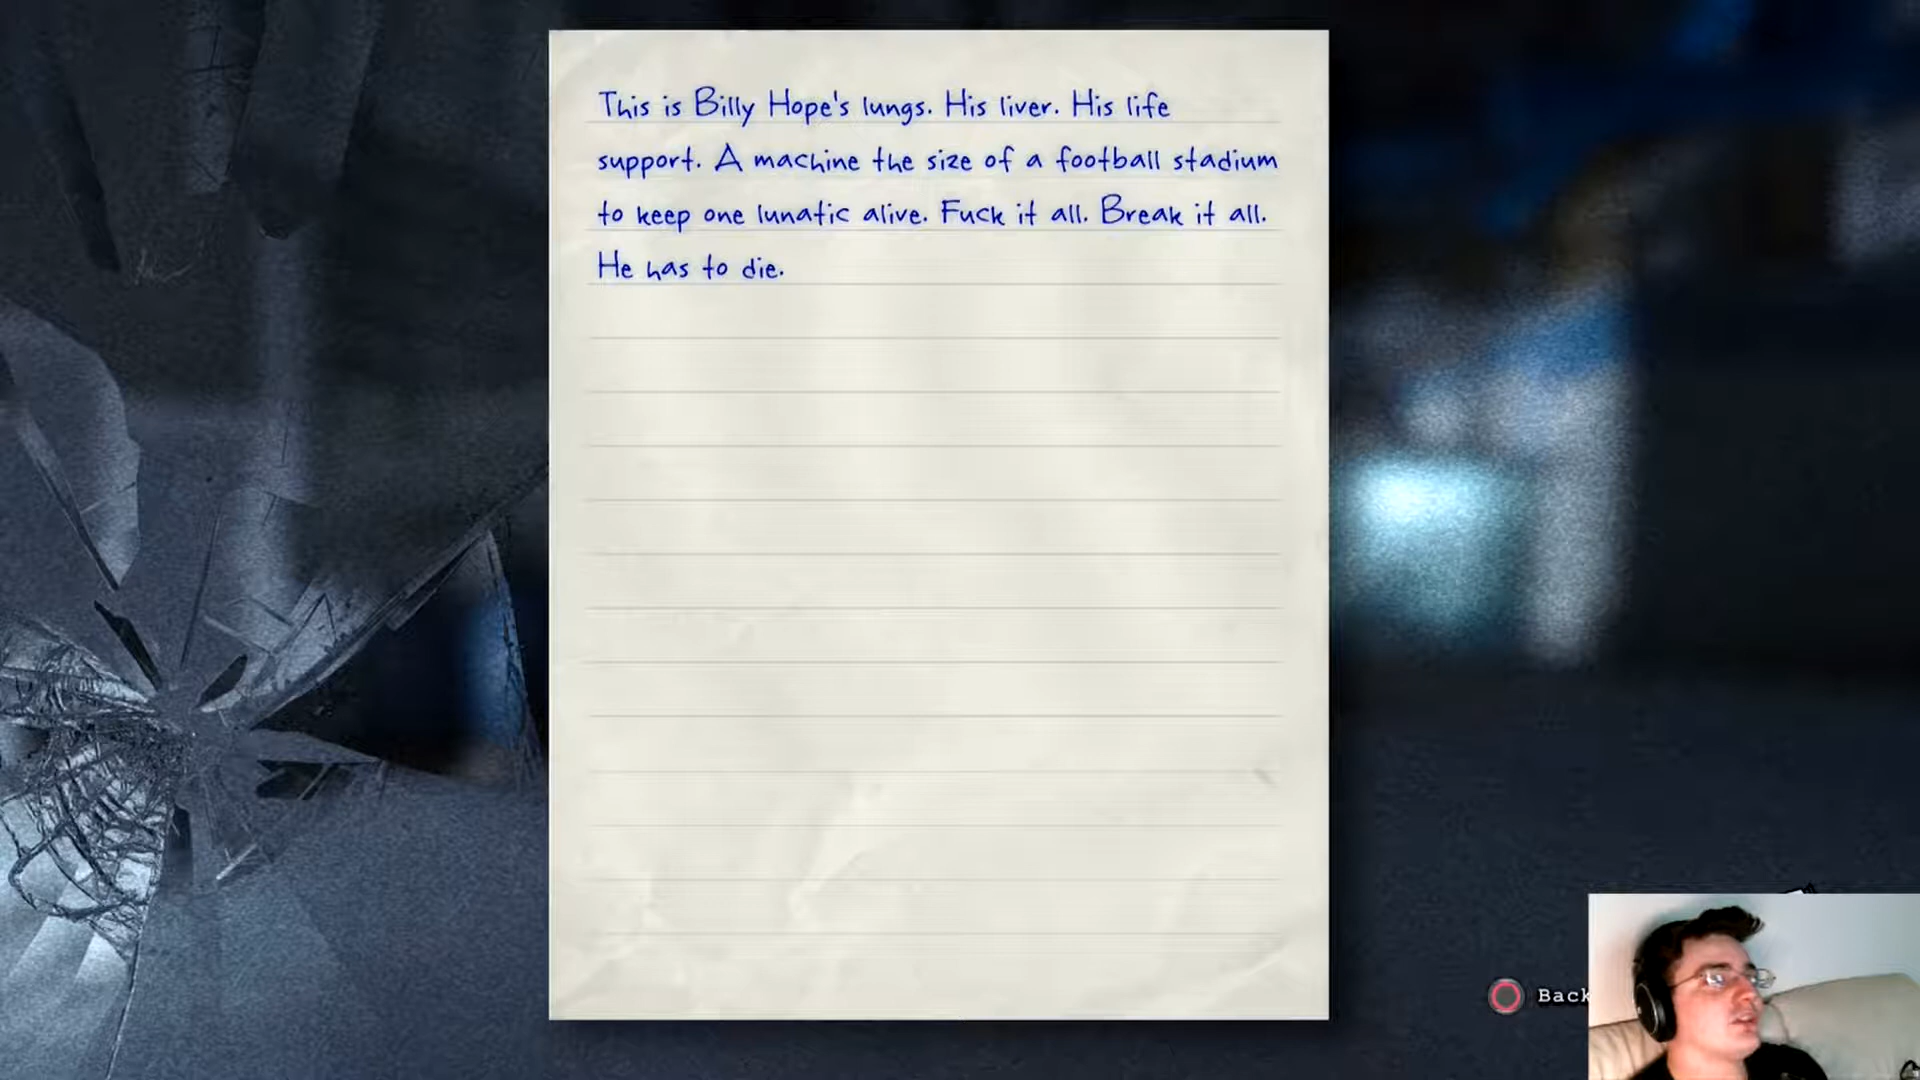 This is Billy Hope's lungs. His liver. His life
support. A machine the size of a football stadium
to keep one lunatic alive. Fuck it all. Break it all.
He has to die.
Back